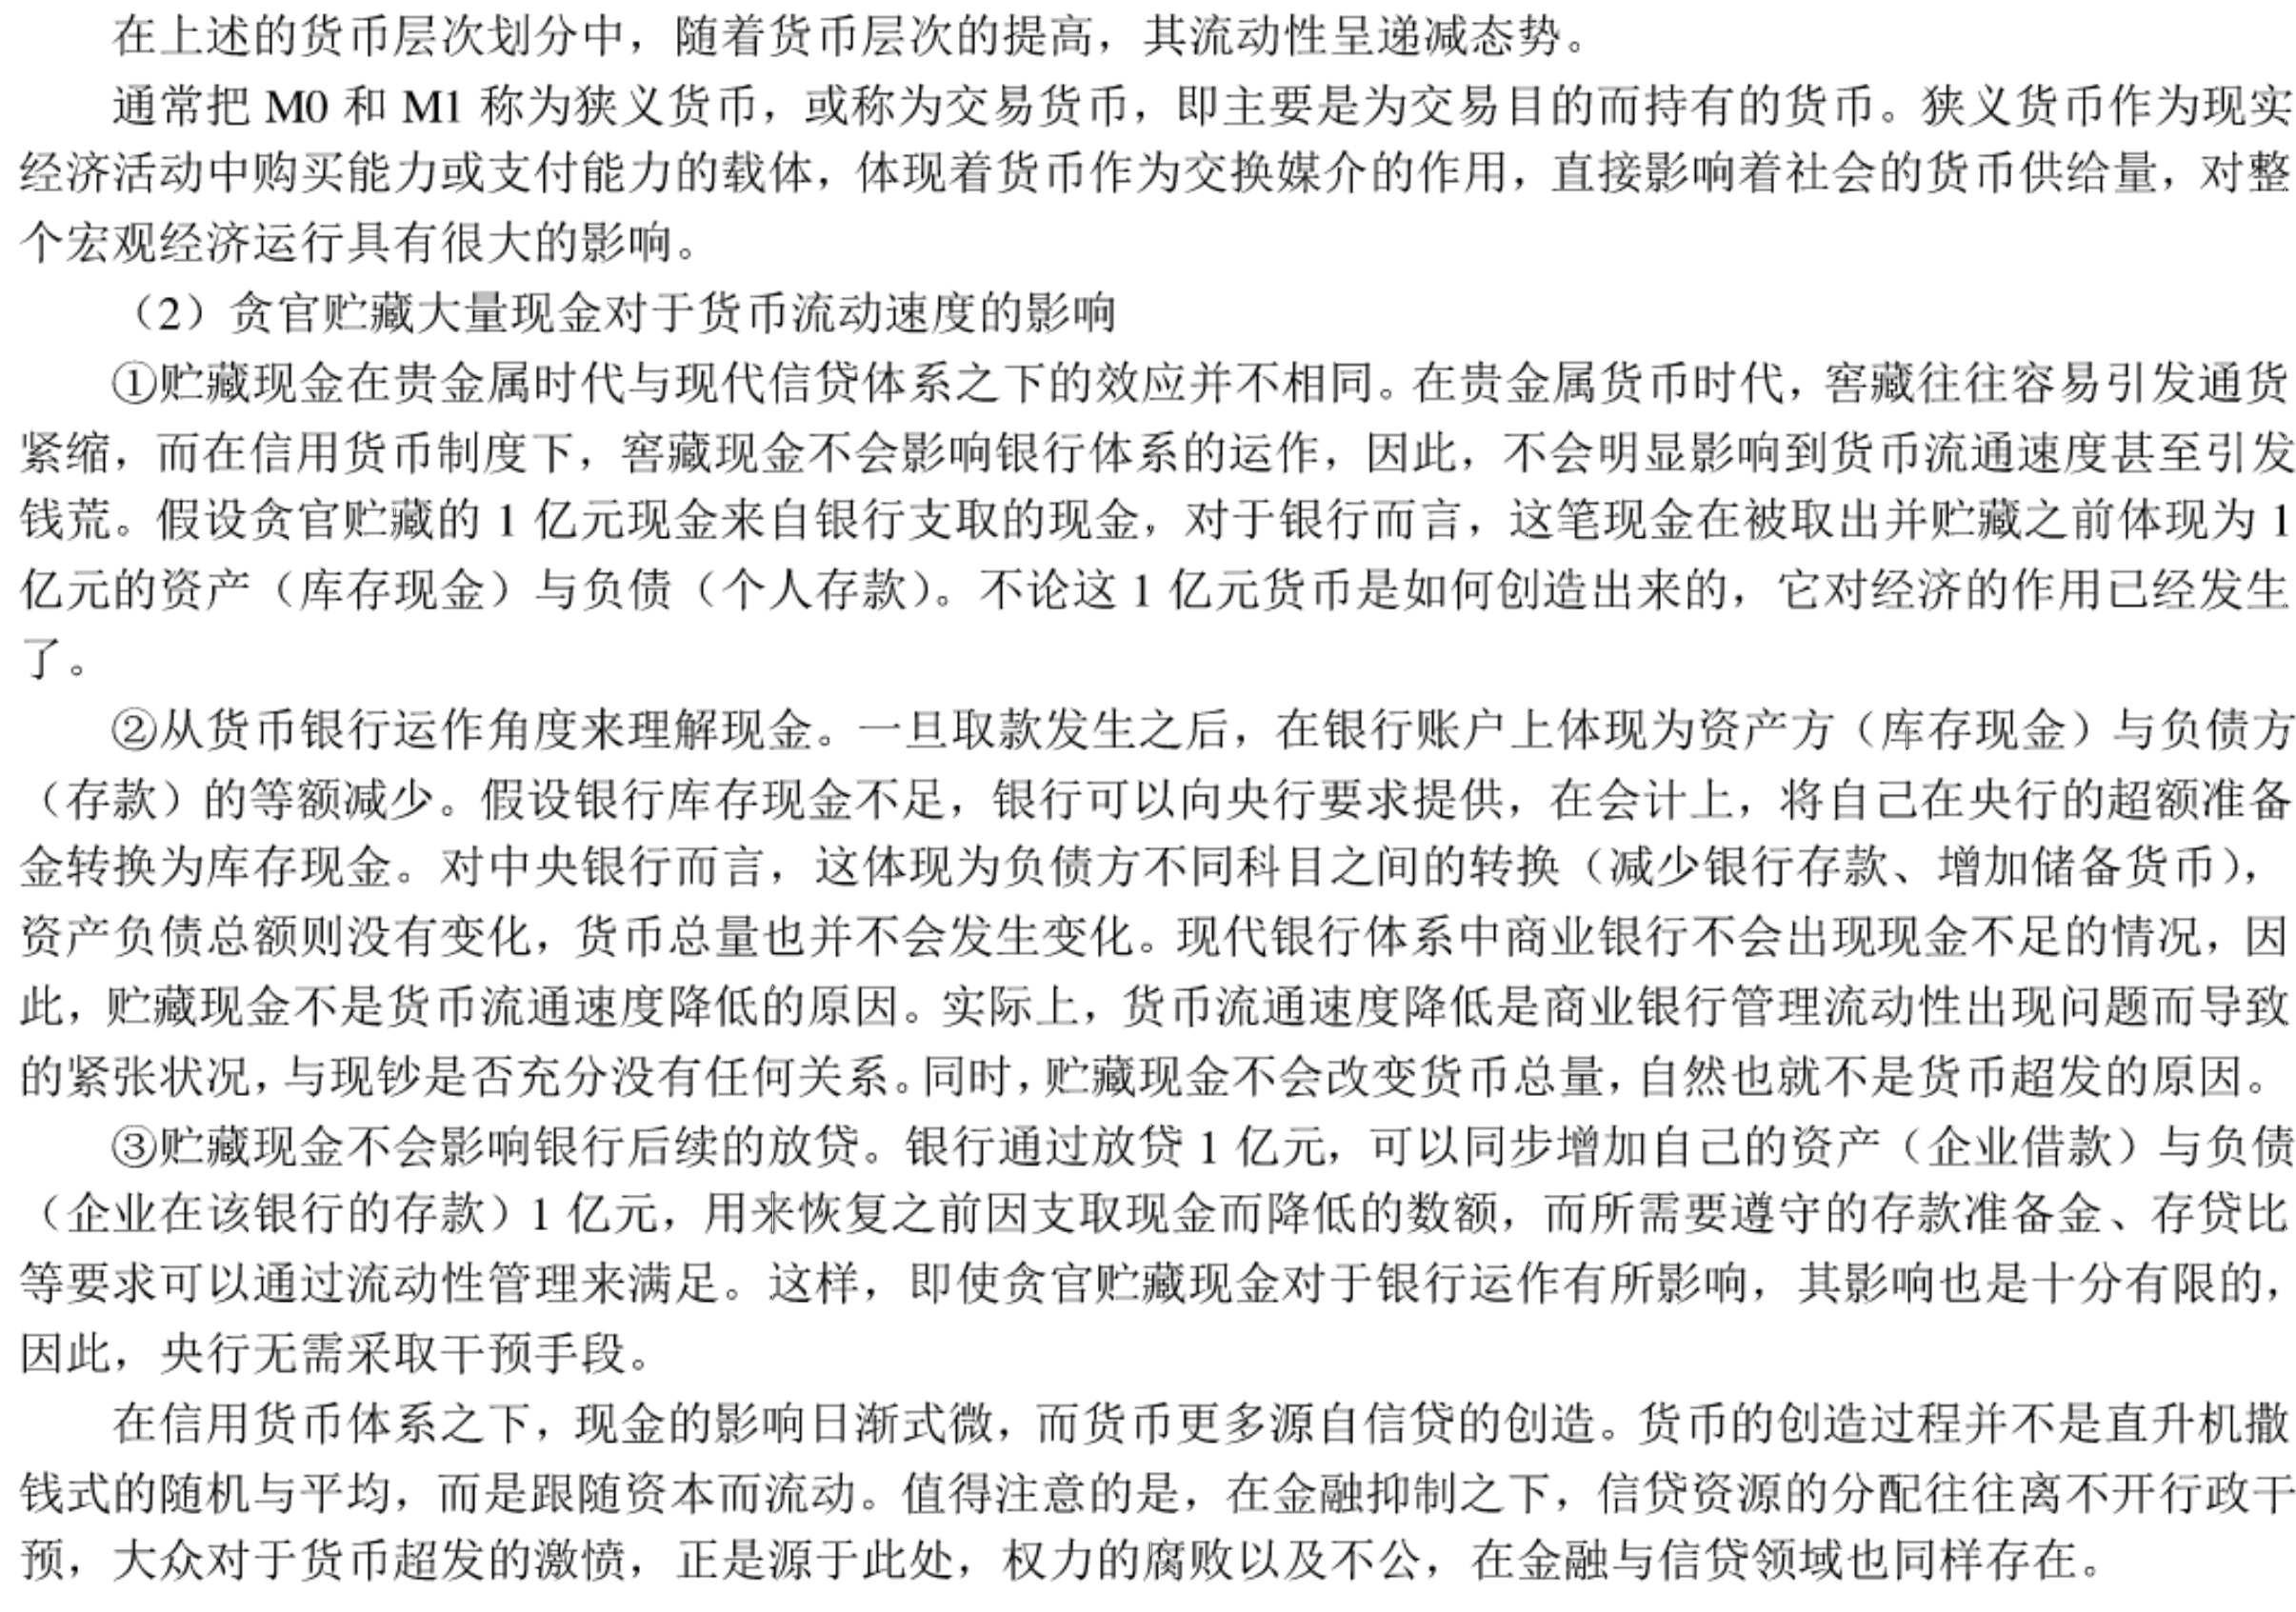 在上述的货币层次划分中，随着货币层次的提高，其流动性呈递减态势。
通常把 M0 和 M1 称为狭义货币，或称为交易货币，即主要是为交易目的而持有的货币。狭义货币作为现实
经济活动中购买能力或支付能力的载体，体现着货币作为交换媒介的作用，直接影响着社会的货币供给量，对整
个宏观经济运行具有很大的影响。
（2）贪官贮藏大量现金对于货币流动速度的影响
①贮藏现金在贵金属时代与现代信贷体系之下的效应并不相同。在贵金属货币时代，窖藏往往容易引发通货
紧缩，而在信用货币制度下，窖藏现金不会影响银行体系的运作，因此，不会明显影响到货币流通速度甚至引发
钱荒。假设贪官贮藏的 1 亿元现金来自银行支取的现金，对于银行而言，这笔现金在被取出并贮藏之前体现为 1
亿元的资产（库存现金）与负债（个人存款）。不论这 1 亿元货币是如何创造出来的，它对经济的作用已经发生
了。
②从货币银行运作角度来理解现金。一旦取款发生之后，在银行账户上体现为资产方（库存现金）与负债方
（存款）的等额减少。假设银行库存现金不足，银行可以向央行要求提供，在会计上，将自己在央行的超额准备
金转换为库存现金。对中央银行而言，这体现为负债方不同科目之间的转换（减少银行存款、增加储备货币），
资产负债总额则没有变化，货币总量也并不会发生变化。现代银行体系中商业银行不会出现现金不足的情况，因
此，贮藏现金不是货币流通速度降低的原因。实际上，货币流通速度降低是商业银行管理流动性出现问题而导致
的紧张状况，与现钞是否充分没有任何关系。同时，贮藏现金不会改变货币总量，自然也就不是货币超发的原因。
③贮藏现金不会影响银行后续的放贷。银行通过放贷 1 亿元，可以同步增加自己的资产（企业借款）与负债
（企业在该银行的存款）1 亿元，用来恢复之前因支取现金而降低的数额，而所需要遵守的存款准备金、存贷比
等要求可以通过流动性管理来满足。这样，即使贪官贮藏现金对于银行运作有所影响，其影响也是十分有限的，
因此，央行无需采取干预手段。
在信用货币体系之下，现金的影响日渐式微，而货币更多源自信贷的创造。货币的创造过程并不是直升机撒
钱式的随机与平均，而是跟随资本而流动。值得注意的是，在金融抑制之下，信贷资源的分配往往离不开行政干
预，大众对于货币超发的激愤，正是源于此处，权力的腐败以及不公，在金融与信贷领域也同样存在。